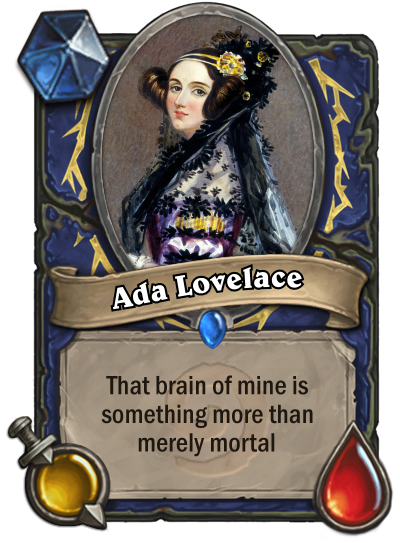 Ada Lovelace
That brain of mine is
something more than
merely mortal